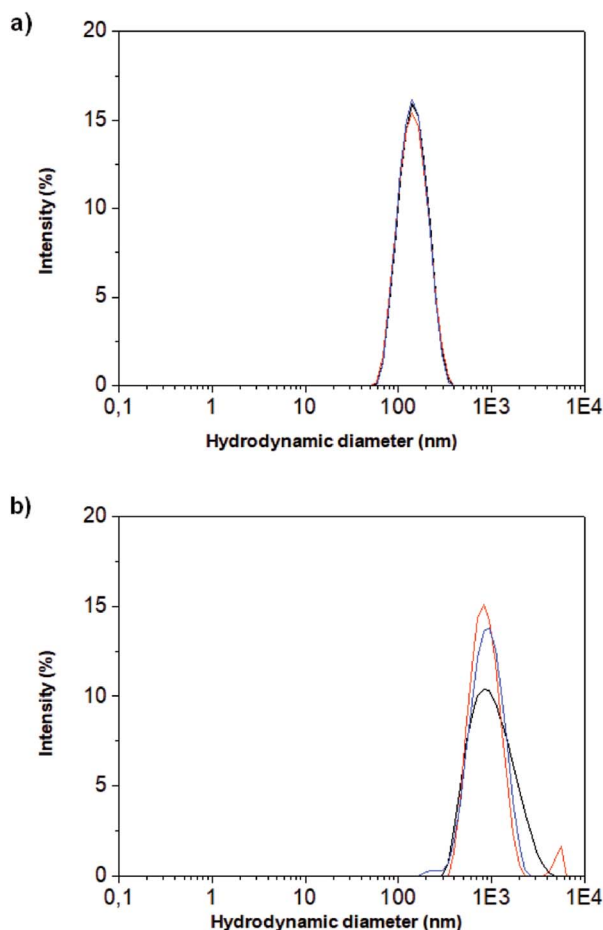 a)
20
15
10
5
0
Intensity (%)
0,1 1 10 100 1E3 1E4
Hydrodynamic diameter (nm)
b)
20
15
10
5
0
Intensity (%)
0,1 1 10 100 1E3 1E4
Hydrodynamic diameter (nm)